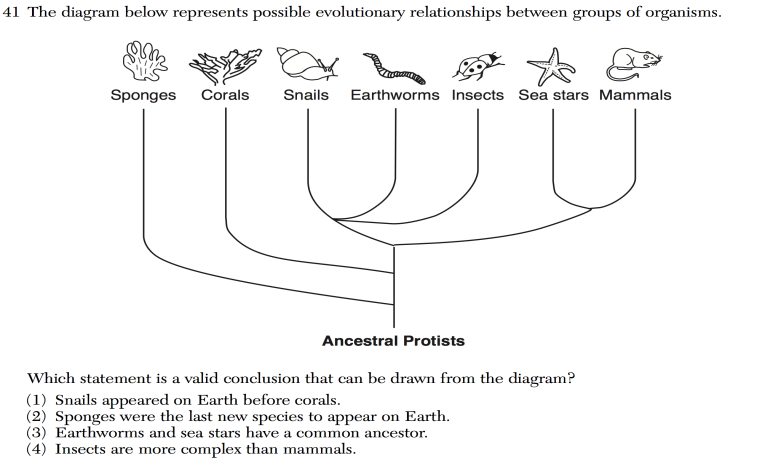 41 The diagram below represents possible evolutionary relationships between groups of organisms.
Sponges Corals Snails Earthworms Insects Sea stars Mammals
Ancestral Protists
Which statement is a valid conclusion that can be drawn from the diagram?
(1) Snails appeared on Earth before corals.
(2) Sponges were the last new species to appear on Earth.
(3) Earthworms and sea stars have a common ancestor.
(4) Insects are more complex than mammals.